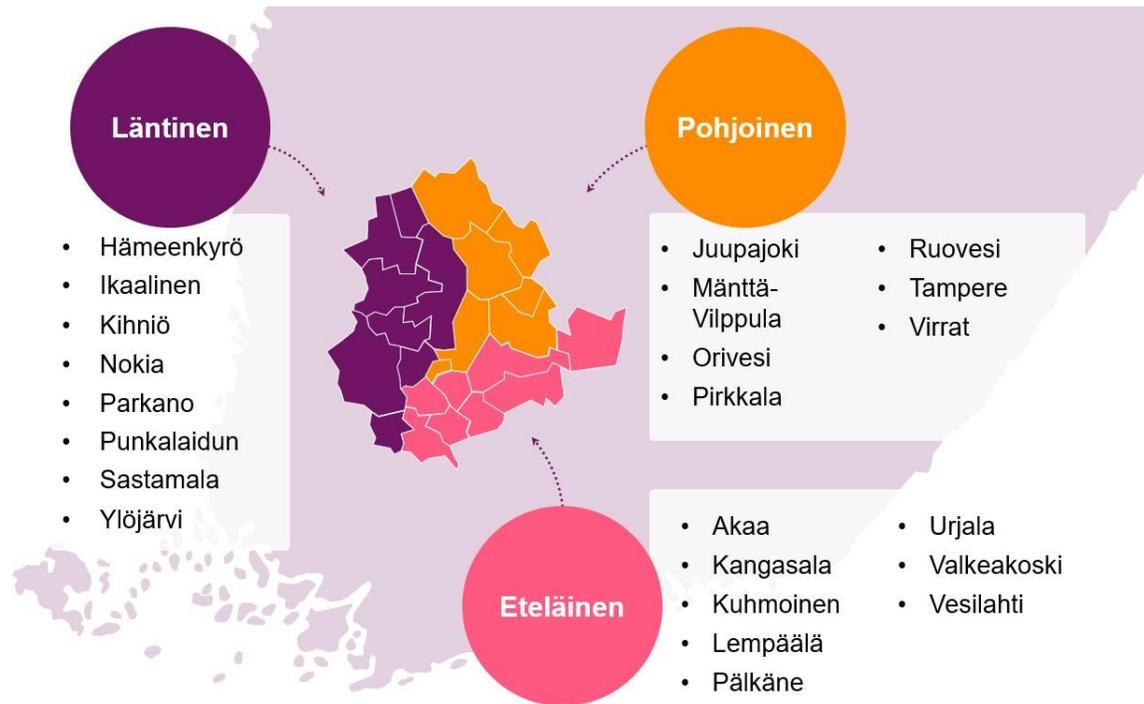 Läntinen
• Hämeenkyrö
• Ikaalinen
• Kihniö
• Nokia
• Parkano
• Punkalaidun
• Sastamala
• Ylöjärvi
Pohjoinen
• Juupajoki
• Mänttä-
Vilppula
• Orivesi
• Pirkkala
• Ruovesi
• Tampere
• Virrat
Eteläinen
• Akaa
• Kangasala
• Kuhmoinen
• Lempäälä
• Pälkäne
• Urjala
• Valkeakoski
• Vesilahti